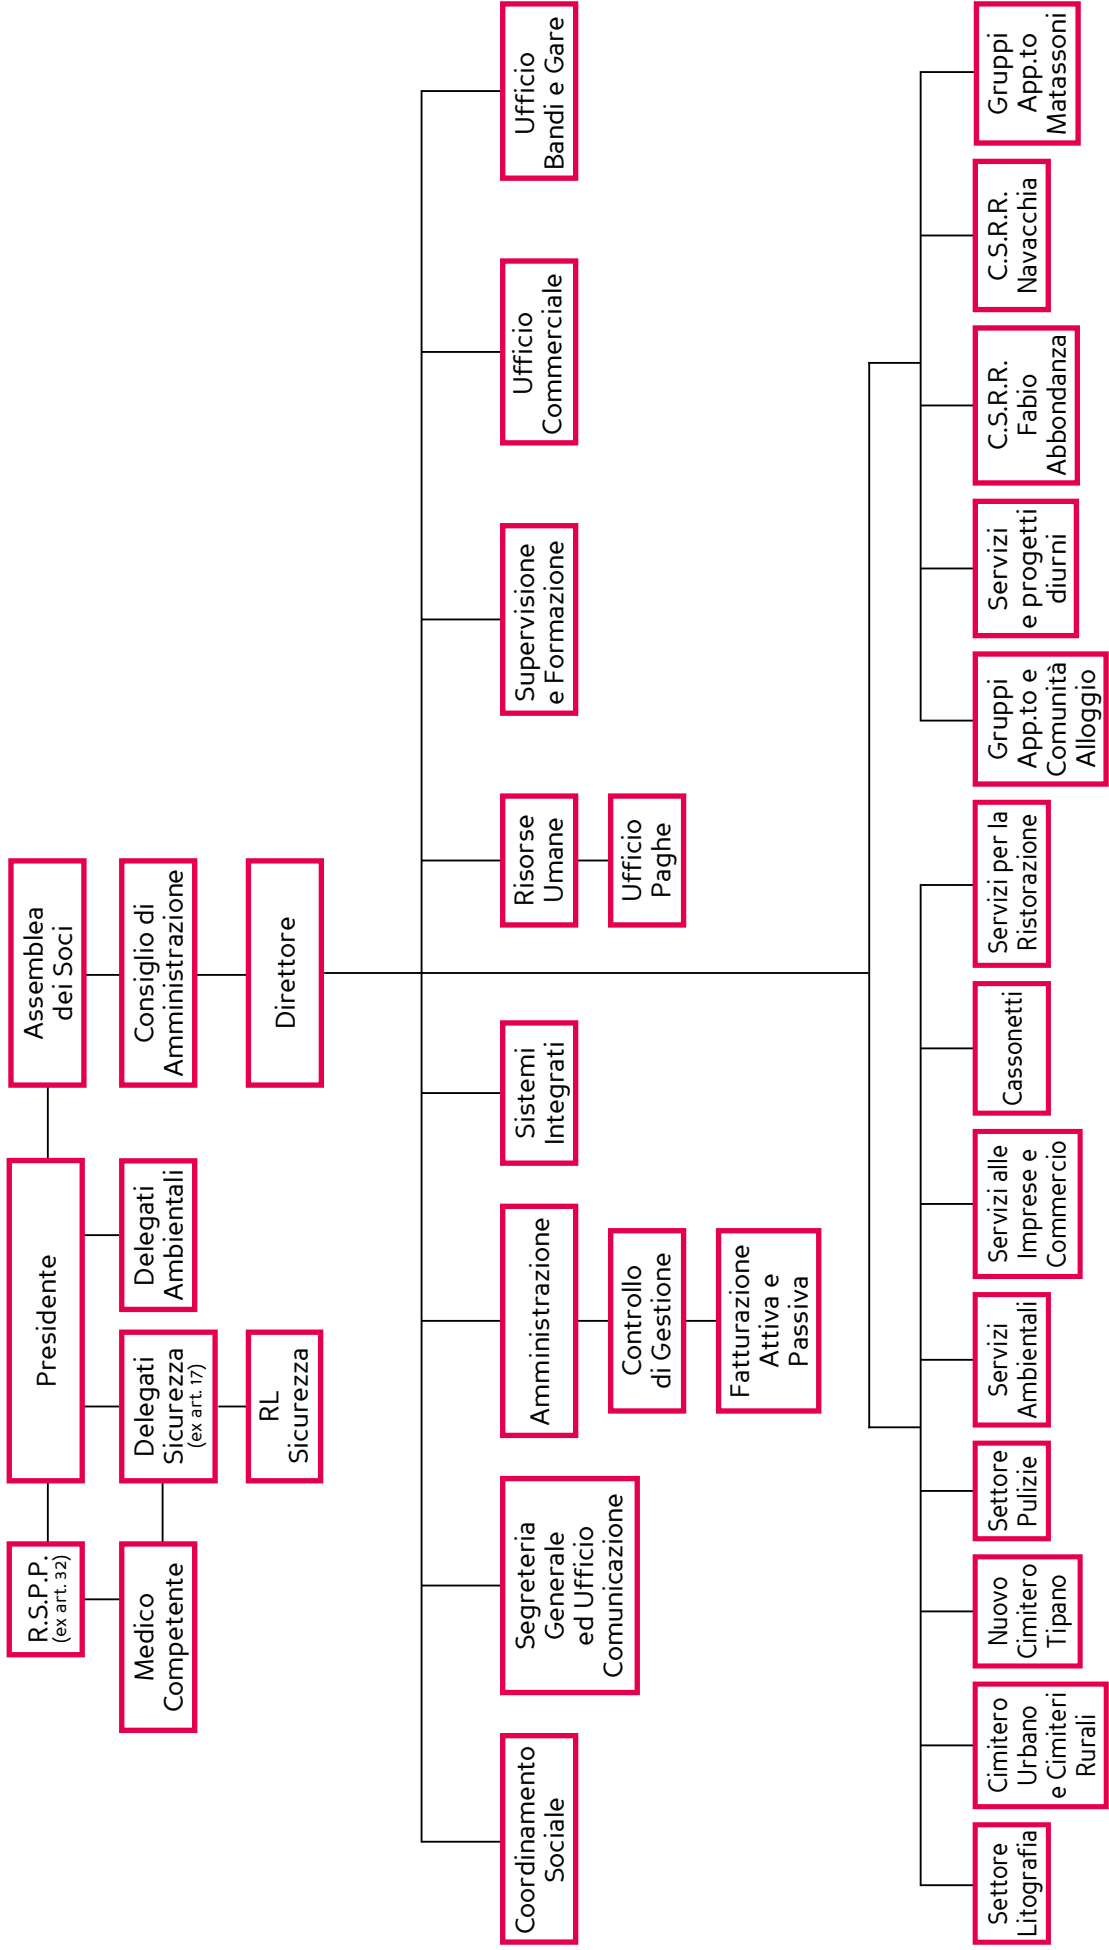 R.S.P.P.
(ex art. 32)
Presidente
Assemblea
dei Soci
Medico
Competente
Delegati
Sicurezza
(ex art. 17)
Delegati
Ambientali
Consiglio di
Amministrazione
RL
Sicurezza
Direttore
Coordinamento
Sociale
Segreteria
Generale
ed Ufficio
Comunicazione
Amministrazione
Sistemi
Integrati
Risorse
Umane
Supervisione
e Formazione
Ufficio
Commerciale
Ufficio
Bandi e Gare
Controllo
di Gestione
Ufficio
Paghe
Fatturazione
Attiva e
Passiva
Settore
Litografia
Cimitero
Urbano
e Cimiteri
Rurali
Nuovo
Cimitero
Tipano
Settore
Pulizie
Servizi
Ambientali
Servizi alle
Imprese e
Commercio
Cassonetti
Servizi per la
Ristorazione
Gruppi
App.to e
Comunità
Alloggio
Servizi
e progetti
diurni
C.S.R.R.
Fabio
Abbondanza
C.S.R.R.
Navacchia
Gruppi
App.to
Matassoni